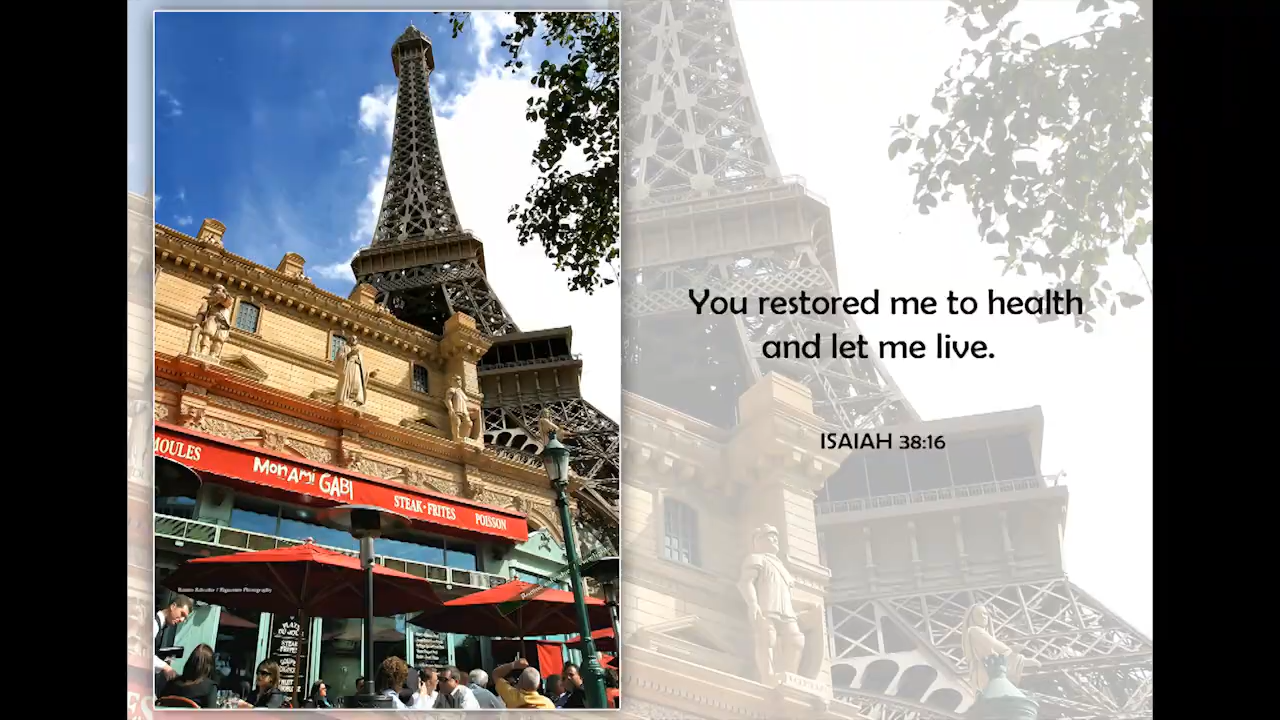 MOULES
Mon Ami GABI
STEAK-FRITES
POISSON
You restored me to health
and let me live.
ISAIAH 38:16